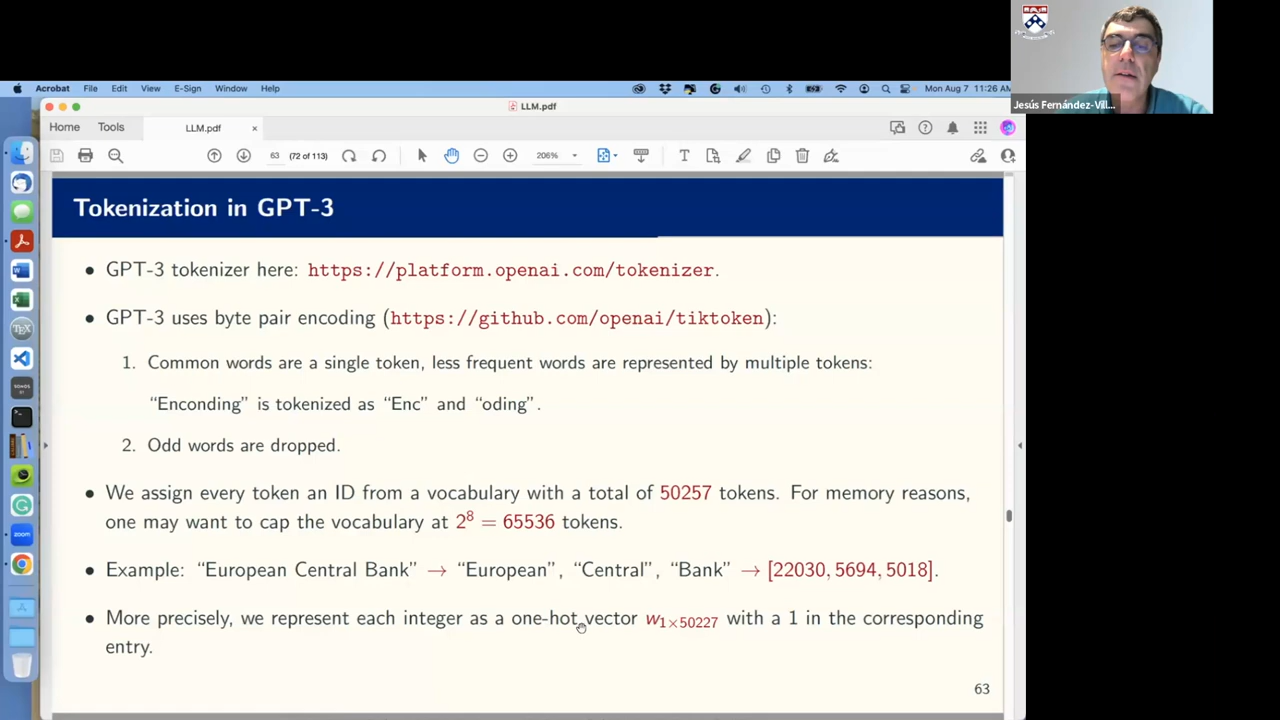 Jesús Fernández-Vill...
Acrobat File Edit View E-Sign Window Help Mon Aug 7 11:26 AM
LLM.pdf
Home Tools LLM.pdf ×
63 (72 of 113) 206%
Tokenization in GPT-3
• GPT-3 tokenizer here: https://platform.openai.com/tokenizer.
• GPT-3 uses byte pair encoding (https://github.com/openai/tiktoken):
1. Common words are a single token, less frequent words are represented by multiple tokens:
“Enconding” is tokenized as “Enc” and “oding”.
2. Odd words are dropped.
• We assign every token an ID from a vocabulary with a total of 50257 tokens. For memory reasons,
one may want to cap the vocabulary at 2⁸ = 65536 tokens.
• Example: “European Central Bank” → “European”, “Central”, “Bank” → [22030, 5694, 5018].
• More precisely, we represent each integer as a one-hot vector w₁×₅₀₂₂₇ with a 1 in the corresponding
entry.
63